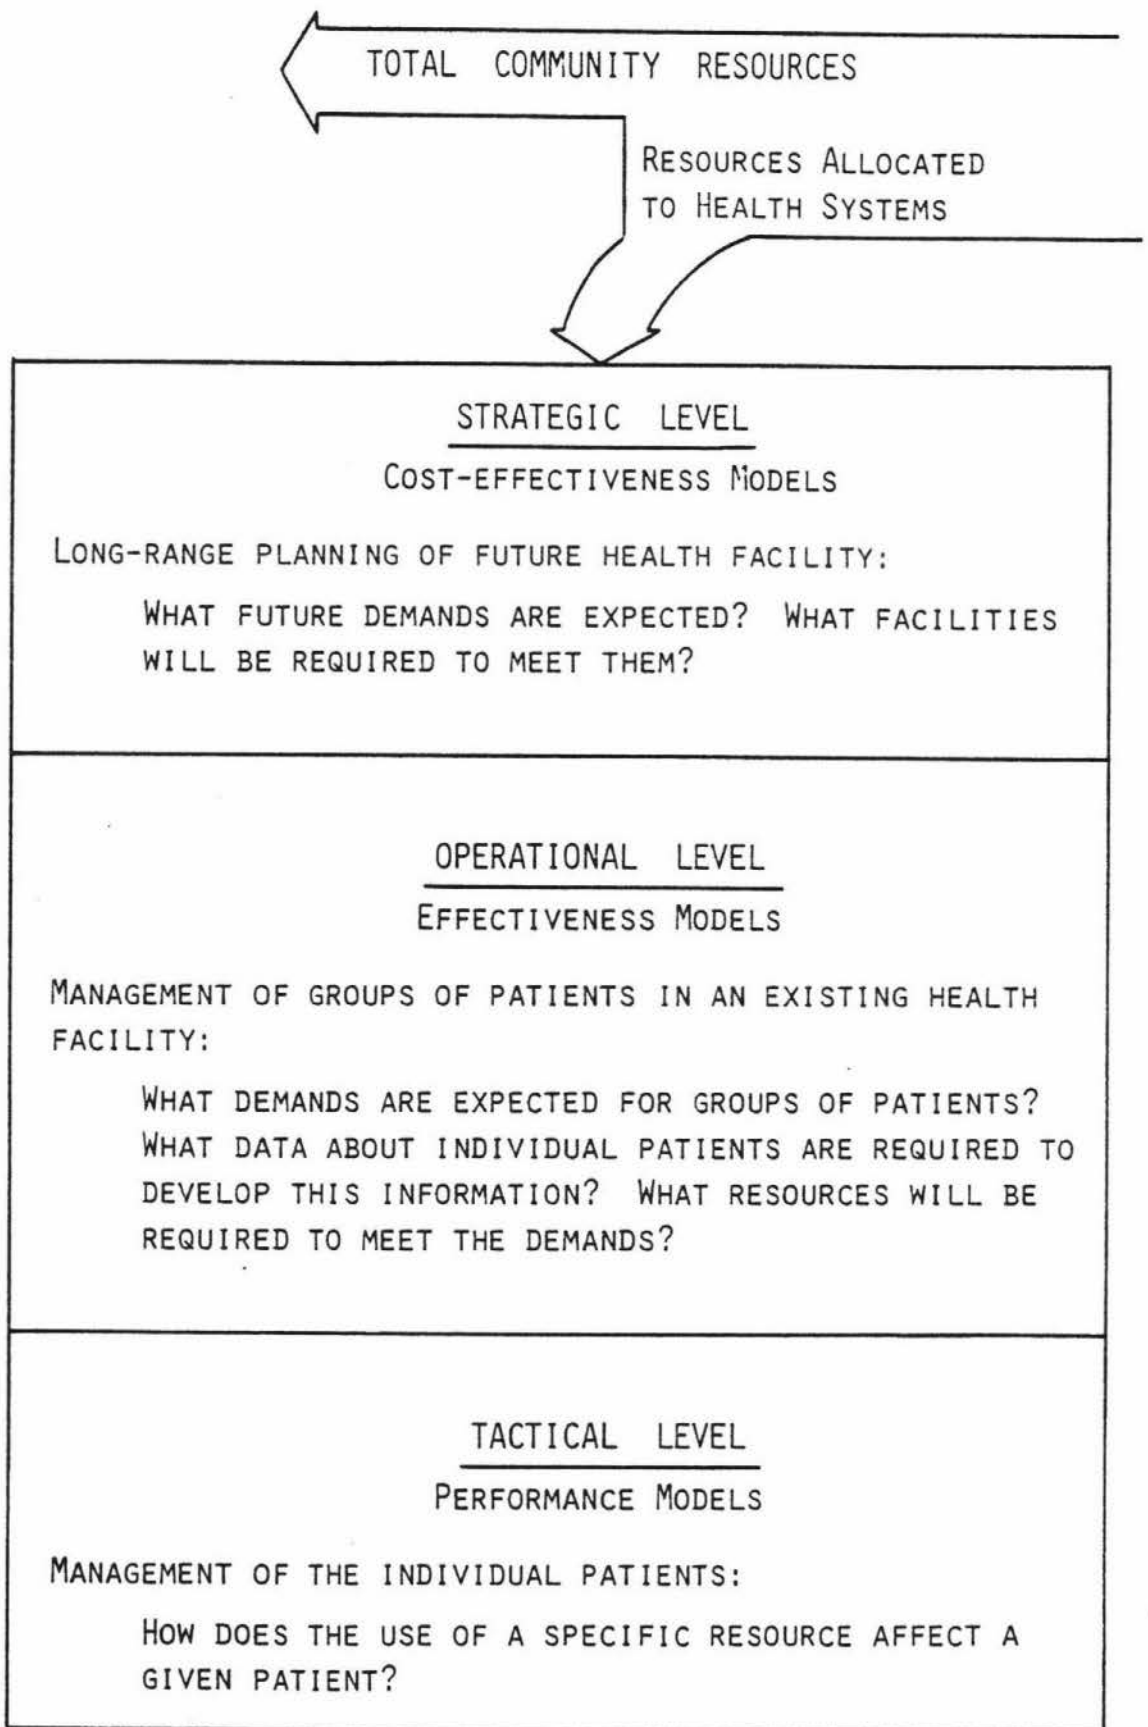 TOTAL COMMUNITY RESOURCES
RESOURCES ALLOCATED
TO HEALTH SYSTEMS
STRATEGIC LEVEL
COST-EFFECTIVENESS MODELS
LONG-RANGE PLANNING OF FUTURE HEALTH FACILITY:
WHAT FUTURE DEMANDS ARE EXPECTED? WHAT FACILITIES
WILL BE REQUIRED TO MEET THEM?
OPERATIONAL LEVEL
EFFECTIVENESS MODELS
MANAGEMENT OF GROUPS OF PATIENTS IN AN EXISTING HEALTH
FACILITY:
WHAT DEMANDS ARE EXPECTED FOR GROUPS OF PATIENTS?
WHAT DATA ABOUT INDIVIDUAL PATIENTS ARE REQUIRED TO
DEVELOP THIS INFORMATION? WHAT RESOURCES WILL BE
REQUIRED TO MEET THE DEMANDS?
TACTICAL LEVEL
PERFORMANCE MODELS
MANAGEMENT OF THE INDIVIDUAL PATIENTS:
HOW DOES THE USE OF A SPECIFIC RESOURCE AFFECT A
GIVEN PATIENT?